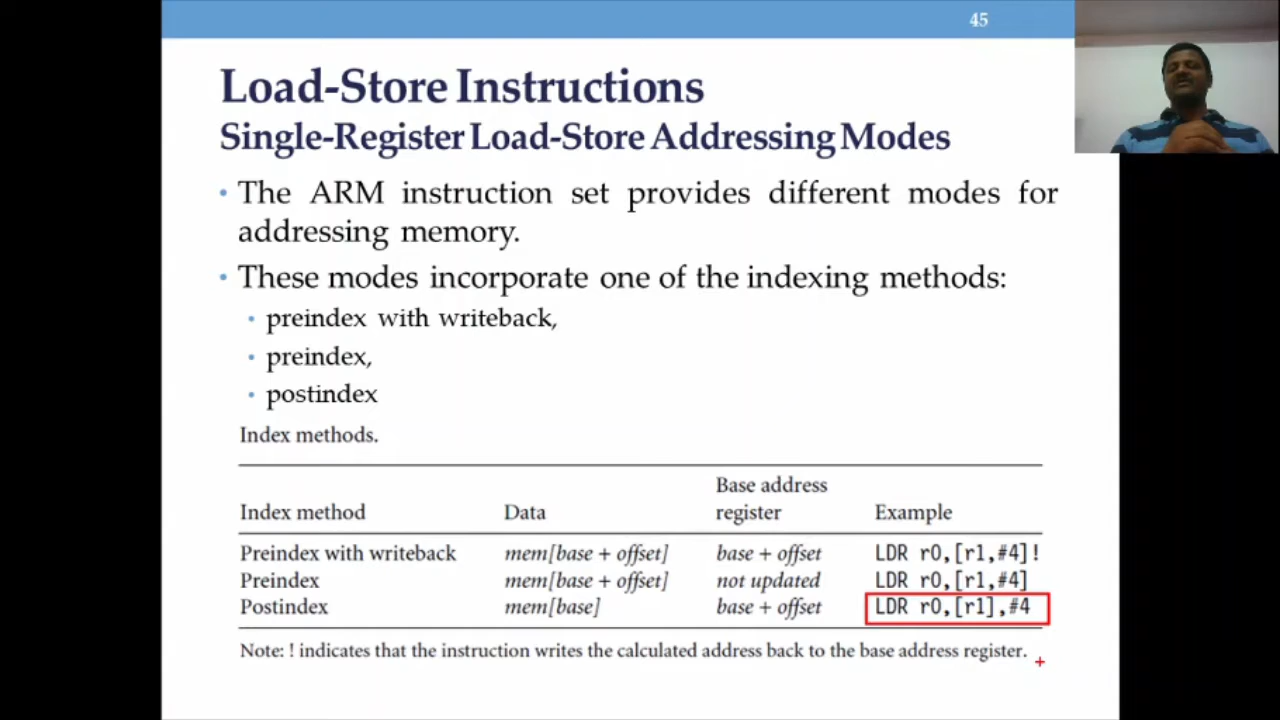 45
Load-Store Instructions
Single-Register Load-Store Addressing Modes
• The ARM instruction set provides different modes for
addressing memory.
• These modes incorporate one of the indexing methods:
• preindex with writeback,
• preindex,
• postindex
Index methods.
Base address
Index method Data register Example
Preindex with writeback mem[base + offset] base + offset LDR r0,[r1,#4]!
Preindex mem[base + offset] not updated LDR r0,[r1,#4]
Postindex mem[base] base + offset LDR r0,[r1],#4
Note: ! indicates that the instruction writes the calculated address back to the base address register.